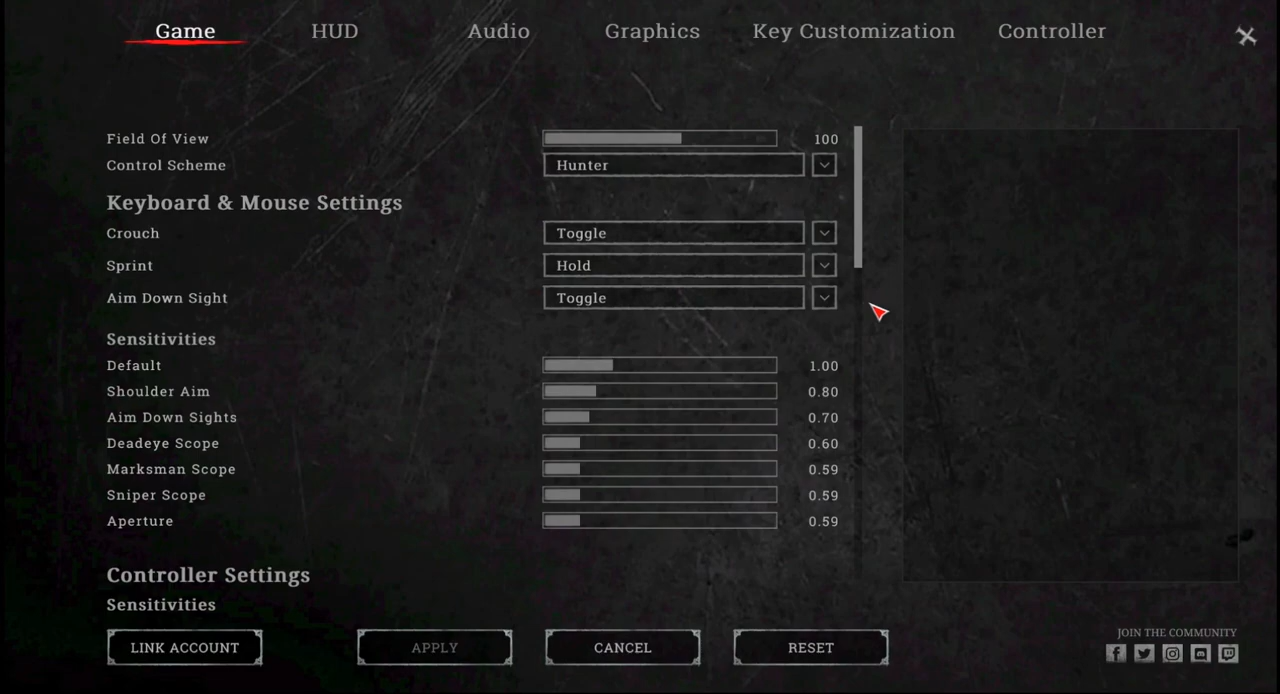 Game HUD Audio Graphics Key Customization Controller
Field Of View 100
Control Scheme Hunter
Keyboard & Mouse Settings
Crouch Toggle
Sprint Hold
Aim Down Sight Toggle
Sensitivities
Default 1.00
Shoulder Aim 0.80
Aim Down Sights 0.70
Deadeye Scope 0.60
Marksman Scope 0.59
Sniper Scope 0.59
Aperture 0.59
Controller Settings
Sensitivities
LINK ACCOUNT APPLY CANCEL RESET
JOIN THE COMMUNITY